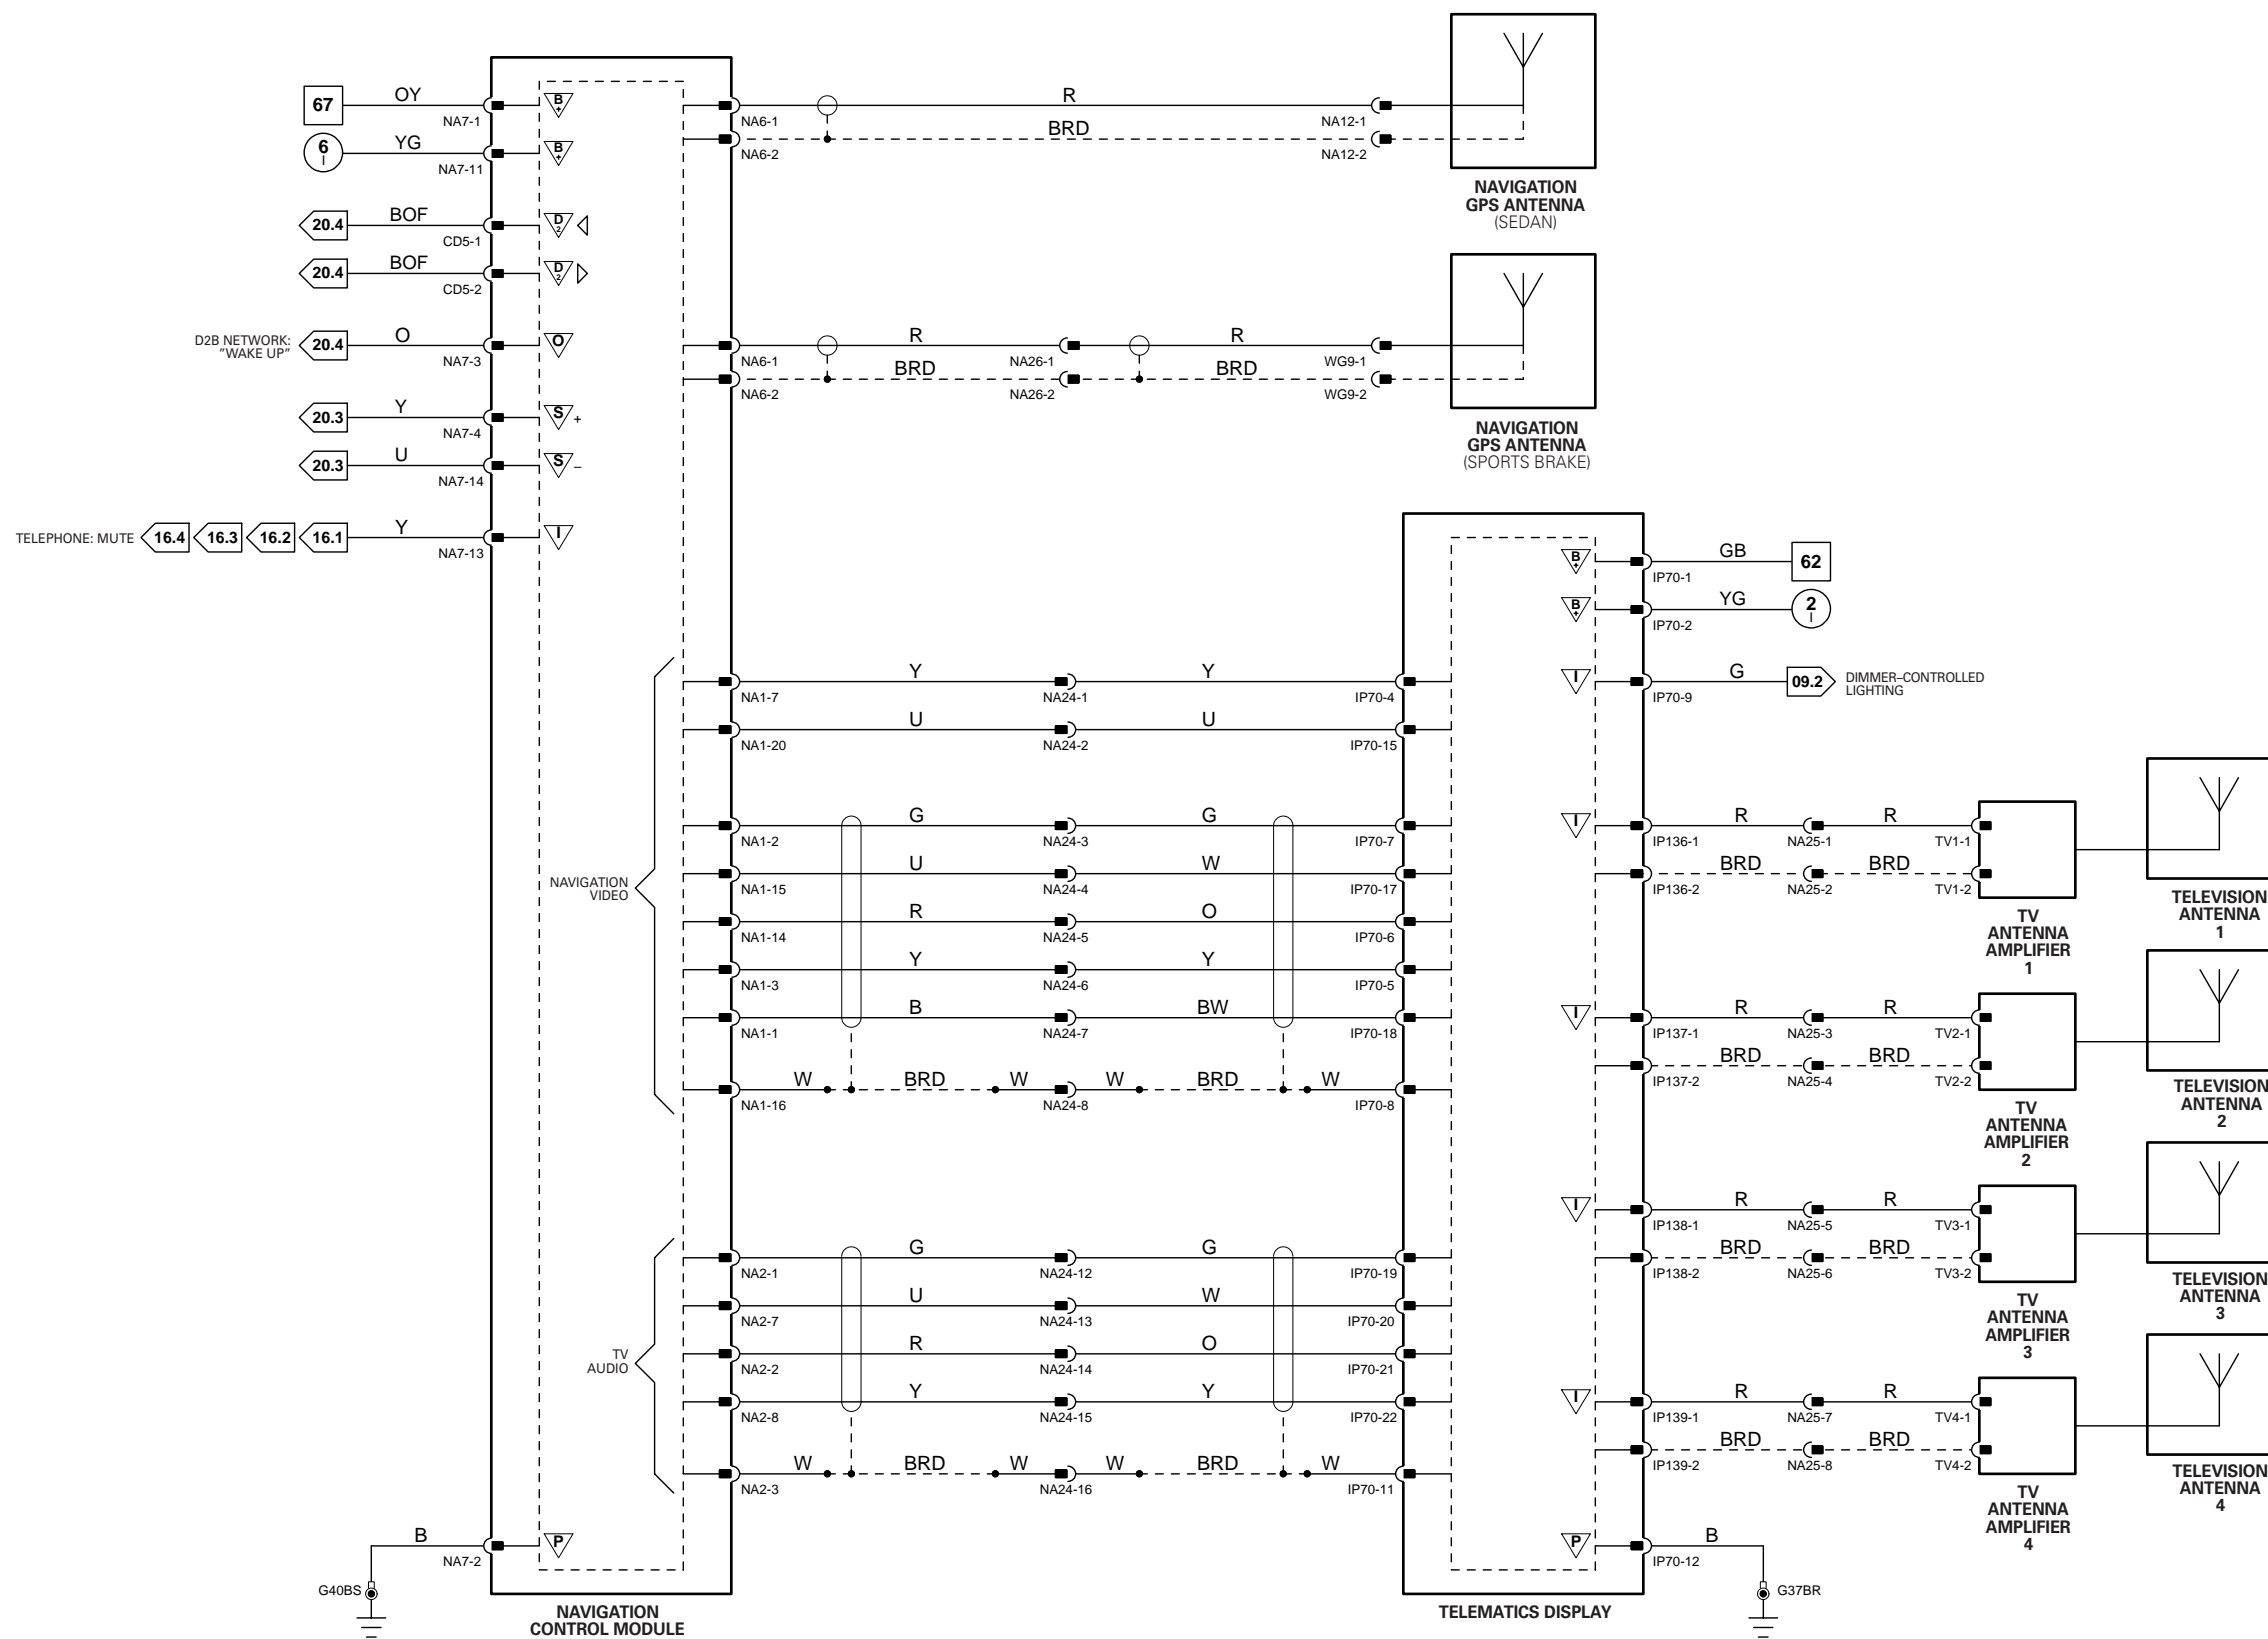 67 OY NA7-1 B+
6 I YG NA7-11 B+
20.4 BOF CD5-1 D2
20.4 BOF CD5-2 D2
D2B NETWORK:
"WAKE UP"
20.4 O NA7-3 O
20.3 Y NA7-4 S +
20.3 U NA7-14 S –
TELEPHONE: MUTE 16.4 16.3 16.2 16.1 Y NA7-13 I
NA6-1 R NA12-1
NA6-2 BRD NA12-2
NAVIGATION
GPS ANTENNA
(SEDAN)
NA6-1 R NA26-1 R WG9-1
NA6-2 BRD NA26-2 BRD WG9-2
NAVIGATION
GPS ANTENNA
(SPORTS BRAKE)
B+ IP70-1 GB 62
B+ IP70-2 YG 2 I
I IP70-9 G 09.2 DIMMER–CONTROLLED
LIGHTING
NAVIGATION
VIDEO
NA1-7 Y NA24-1 Y IP70-4
NA1-20 U NA24-2 U IP70-15
NA1-2 G NA24-3 G IP70-7
NA1-15 U NA24-4 W IP70-17
NA1-14 R NA24-5 O IP70-6
NA1-3 Y NA24-6 Y IP70-5
NA1-1 B NA24-7 BW IP70-18
NA1-16 W BRD W NA24-8 W BRD W IP70-8
TV
AUDIO
NA2-1 G NA24-12 G IP70-19
NA2-7 U NA24-13 W IP70-20
NA2-2 R NA24-14 O IP70-21
NA2-8 Y NA24-15 Y IP70-22
NA2-3 W BRD W NA24-16 W BRD W IP70-11
I IP136-1 R NA25-1 R TV1-1
IP136-2 BRD NA25-2 BRD TV1-2
TV
ANTENNA
AMPLIFIER
1
TELEVISION
ANTENNA
1
I IP137-1 R NA25-3 R TV2-1
IP137-2 BRD NA25-4 BRD TV2-2
TV
ANTENNA
AMPLIFIER
2
TELEVISION
ANTENNA
2
I IP138-1 R NA25-5 R TV3-1
IP138-2 BRD NA25-6 BRD TV3-2
TV
ANTENNA
AMPLIFIER
3
TELEVISION
ANTENNA
3
I IP139-1 R NA25-7 R TV4-1
IP139-2 BRD NA25-8 BRD TV4-2
TV
ANTENNA
AMPLIFIER
4
TELEVISION
ANTENNA
4
B NA7-2 P
G40BS
NAVIGATION
CONTROL MODULE
P IP70-12 B
G37BR
TELEMATICS DISPLAY